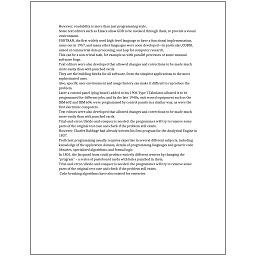 However, readability is more than just programming style.
Some text editors such as Emacs allow GDB to be invoked through them, to provide a visual
environment.
FORTRAN, the first widely used high-level language to have a functional implementation,
came out in 1957, and many other languages were soon developed—in particular, COBOL
aimed at commercial data processing, and Lisp for computer research.
This can be a non-trivial task, for example as with parallel processes or some unusual
software bugs.
Text editors were also developed that allowed changes and corrections to be made much
more easily than with punched cards.
They are the building blocks for all software, from the simplest applications to the most
sophisticated ones.
Also, specific user environment and usage history can make it difficult to reproduce the
problem.
Later a control panel (plug board) added to his 1906 Type I Tabulator allowed it to be
programmed for different jobs, and by the late 1940s, unit record equipment such as the
IBM 602 and IBM 604, were programmed by control panels in a similar way, as were the
first electronic computers.
Text editors were also developed that allowed changes and corrections to be made much
more easily than with punched cards.
Trial-and-error/divide-and-conquer is needed: the programmer will try to remove some
parts of the original test case and check if the problem still exists.
However, Charles Babbage had already written his first program for the Analytical Engine in
1837.
Proficient programming usually requires expertise in several different subjects, including
knowledge of the application domain, details of programming languages and generic code
libraries, specialized algorithms, and formal logic.
In 1801, the Jacquard loom could produce entirely different weaves by changing the
"program" – a series of pasteboard cards with holes punched in them.
Trial-and-error/divide-and-conquer is needed: the programmer will try to remove some
parts of the original test case and check if the problem still exists.
Code-breaking algorithms have also existed for centuries.